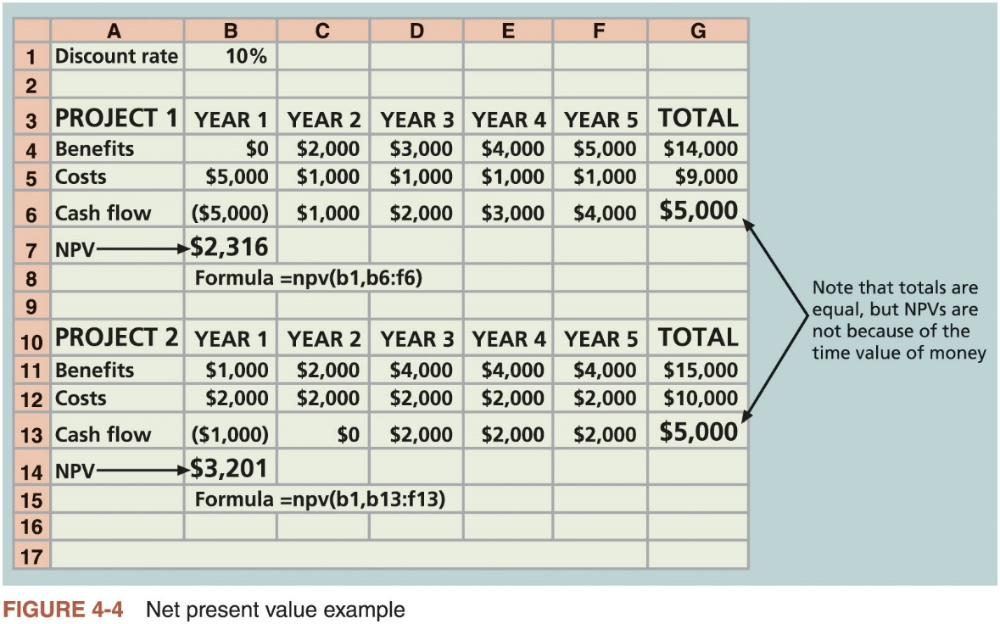 A B C D E F G
1 Discount rate 10%
2
3 PROJECT 1 YEAR 1 YEAR 2 YEAR 3 YEAR 4 YEAR 5 TOTAL
4 Benefits $0 $2,000 $3,000 $4,000 $5,000 $14,000
5 Costs $5,000 $1,000 $1,000 $1,000 $1,000 $9,000
6 Cash flow ($5,000) $1,000 $2,000 $3,000 $4,000 $5,000
7 NPV $2,316
8 Formula =npv(b1,b6:f6)
9
10 PROJECT 2 YEAR 1 YEAR 2 YEAR 3 YEAR 4 YEAR 5 TOTAL
11 Benefits $1,000 $2,000 $4,000 $4,000 $4,000 $15,000
12 Costs $2,000 $2,000 $2,000 $2,000 $2,000 $10,000
13 Cash flow ($1,000) $0 $2,000 $2,000 $2,000 $5,000
14 NPV $3,201
15 Formula =npv(b1,b13:f13)
16
17
Note that totals are
equal, but NPVs are
not because of the
time value of money
FIGURE 4-4 Net present value example